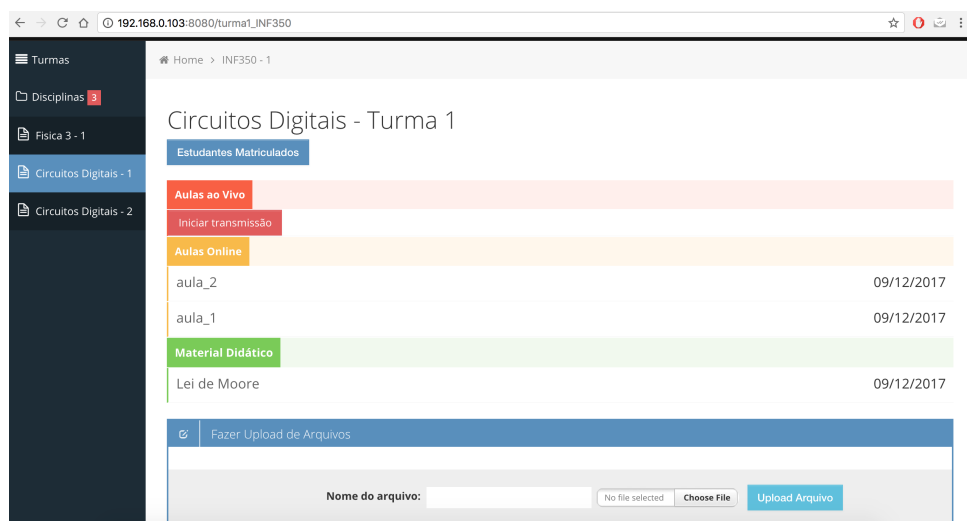 192.168.0.103:8080/turma1_INF350
Turmas
Home > INF350 - 1
Disciplinas 3
Fisica 3 - 1
Circuitos Digitais - 1
Circuitos Digitais - 2
Circuitos Digitais - Turma 1
Estudantes Matriculados
Aulas ao Vivo
Iniciar transmissão
Aulas Online
aula_2 09/12/2017
aula_1 09/12/2017
Material Didático
Lei de Moore 09/12/2017
Fazer Upload de Arquivos
Nome do arquivo: No file selected Choose File Upload Arquivo